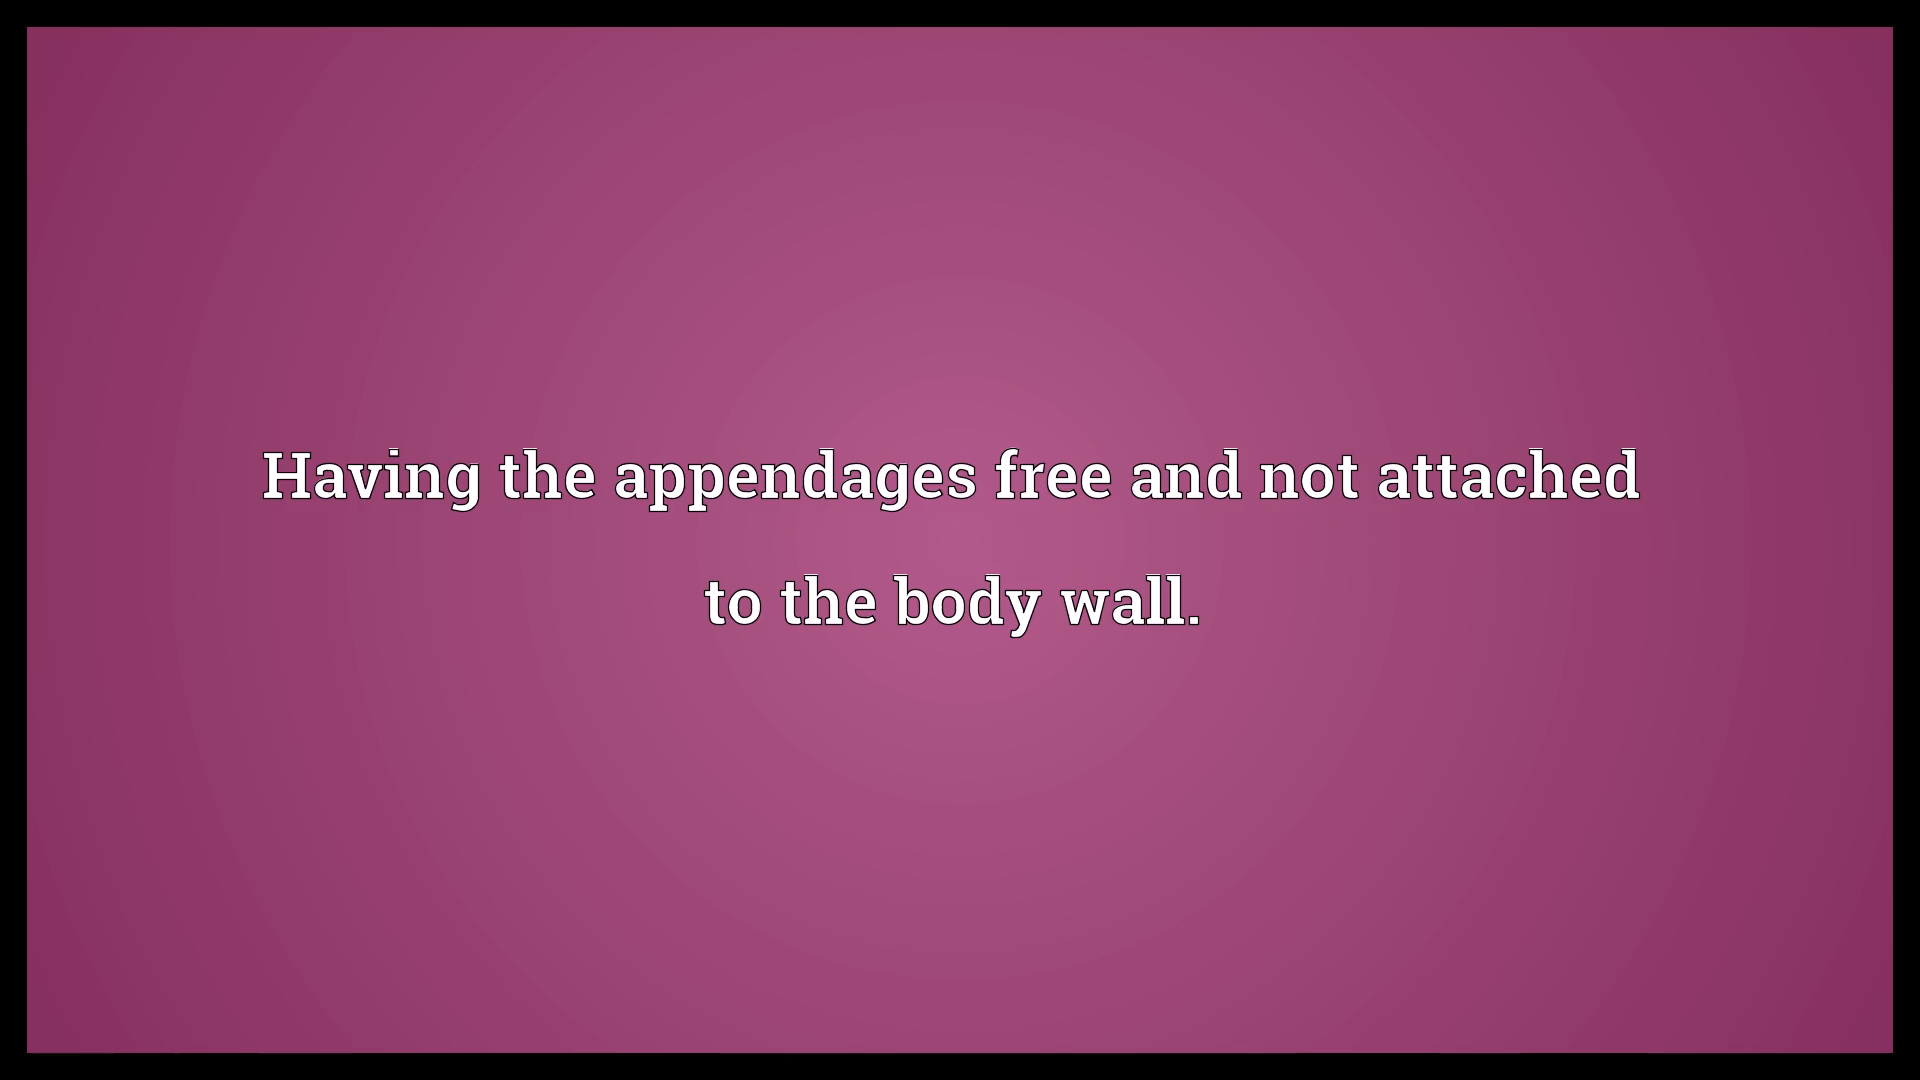 Having the appendages free and not attached
to the body wall.